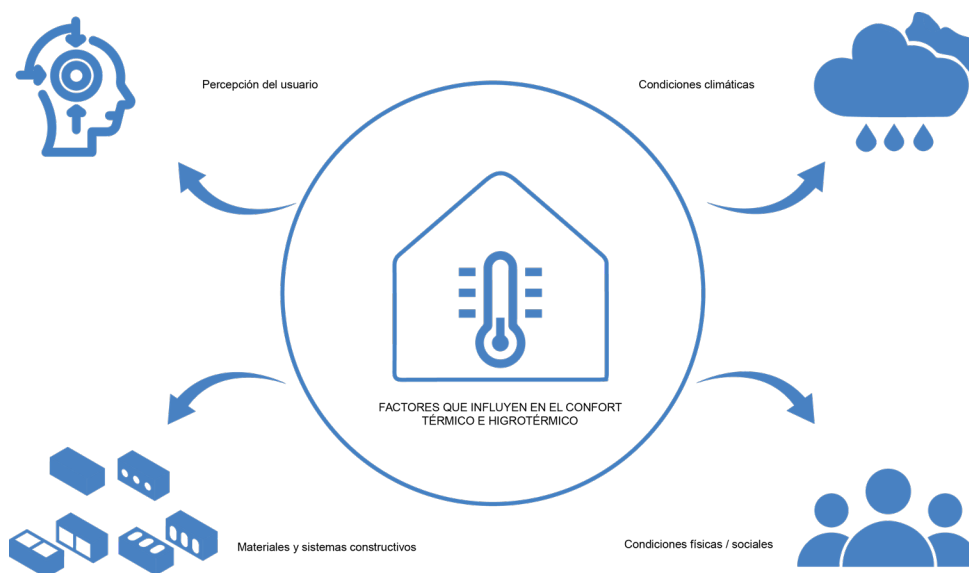 Percepción del usuario
Condiciones climáticas
FACTORES QUE INFLUYEN EN EL CONFORT
TÉRMICO E HIGROTÉRMICO
Materiales y sistemas constructivos
Condiciones físicas / sociales